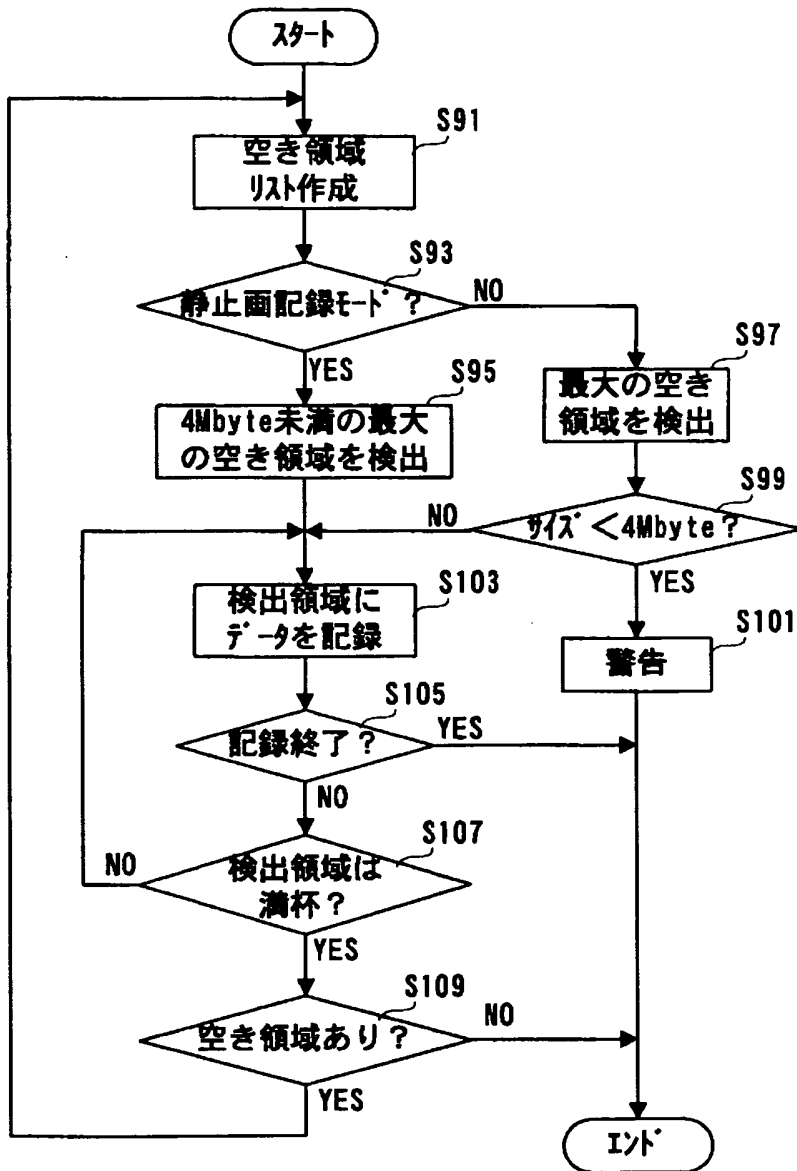 スタート
S91
空き領域
リスト作成
S93
静止画記録モード?
NO
YES
S95
4Mbyte未満の最大
の空き領域を検出
S97
最大の空き
領域を検出
S99
サイズ<4Mbyte?
NO
YES
S101
警告
S103
検出領域に
データを記録
S105
記録終了?
YES
NO
S107
検出領域は
満杯?
NO
YES
S109
空き領域あり?
NO
YES
エンド